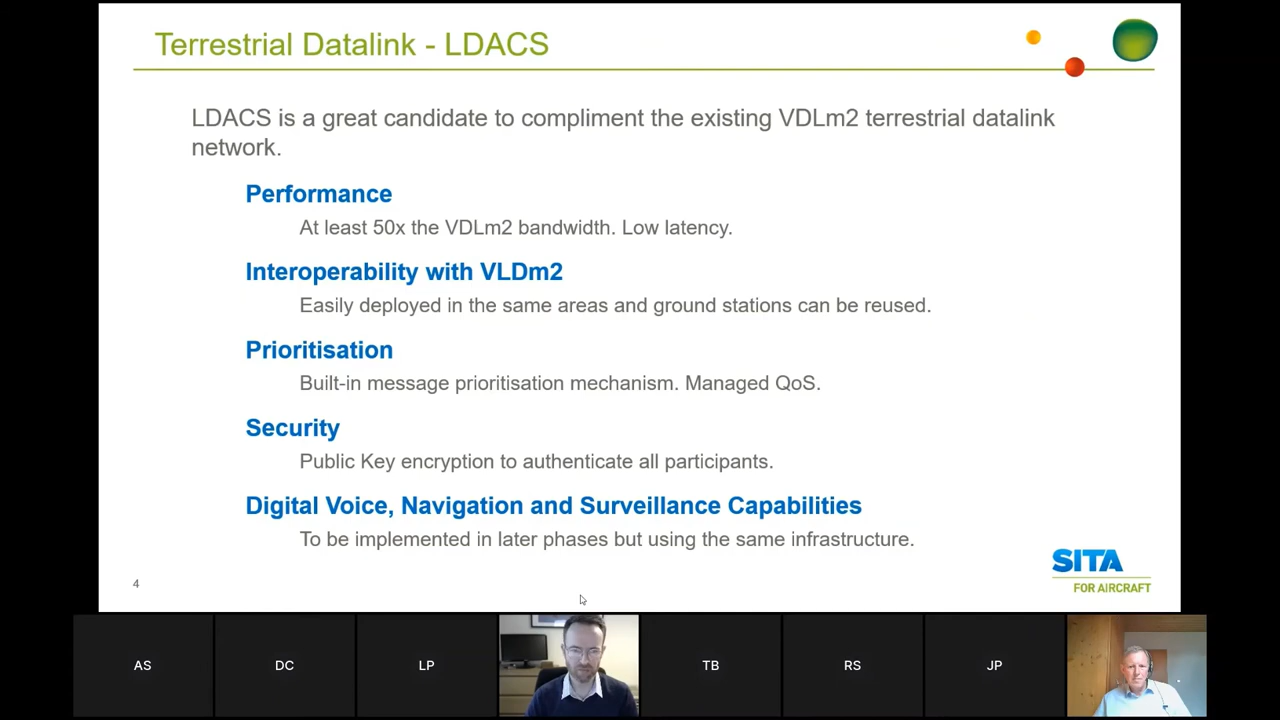 Terrestrial Datalink - LDACS
LDACS is a great candidate to compliment the existing VDLm2 terrestrial datalink
network.
Performance
At least 50x the VDLm2 bandwidth. Low latency.
Interoperability with VLDm2
Easily deployed in the same areas and ground stations can be reused.
Prioritisation
Built-in message prioritisation mechanism. Managed QoS.
Security
Public Key encryption to authenticate all participants.
Digital Voice, Navigation and Surveillance Capabilities
To be implemented in later phases but using the same infrastructure.
4
SITA
FOR AIRCRAFT
AS
DC
LP
TB
RS
JP